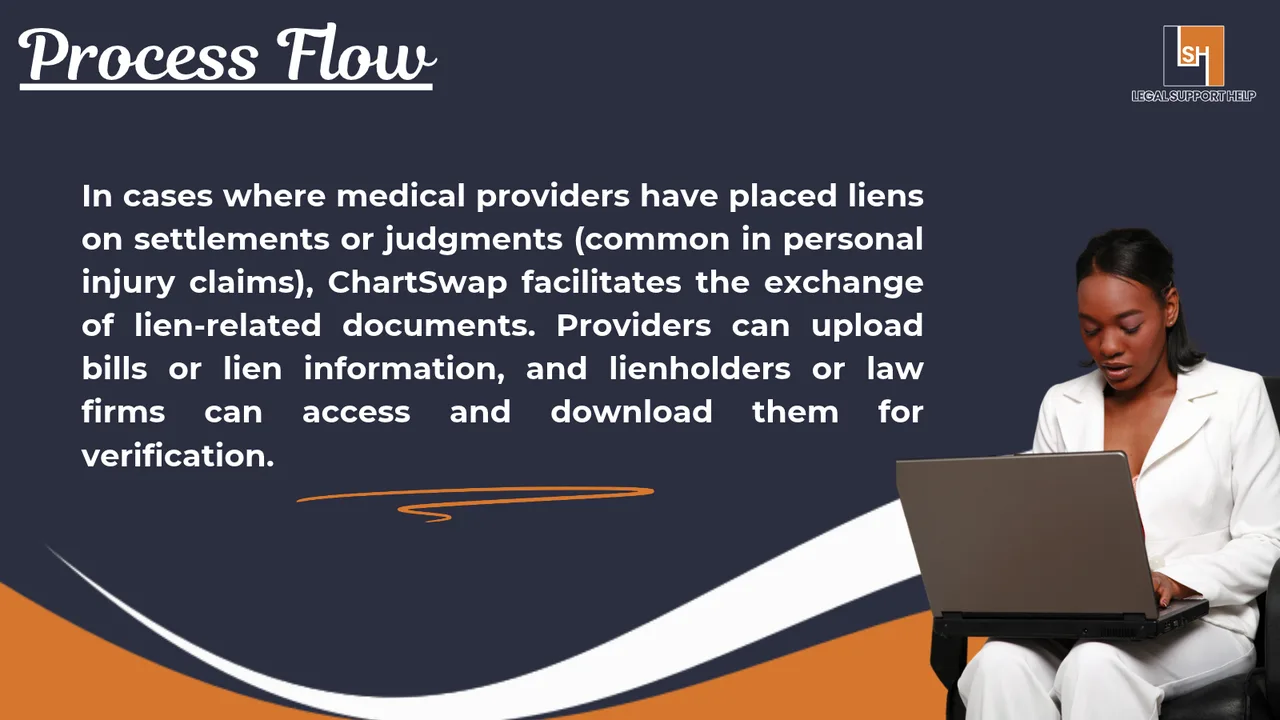 Process Flow
LSH
LEGAL SUPPORT HELP
In cases where medical providers have placed liens
on settlements or judgments (common in personal
injury claims), ChartSwap facilitates the exchange
of lien-related documents. Providers can upload
bills or lien information, and lienholders or law
firms can access and download them for
verification.